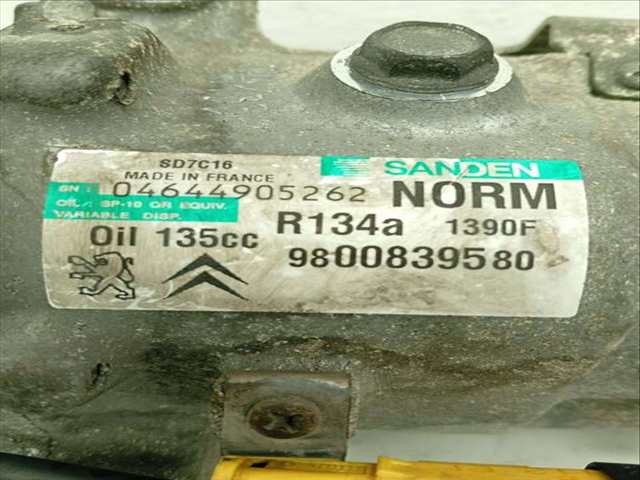 SD7C16
MADE IN FRANCE
SANDEN
SN : 04644905262
NORM
OIL : SP-10 OR EQUIV.
VARIABLE DISP.
R134a 1390F
Oil 135cc
9800839580